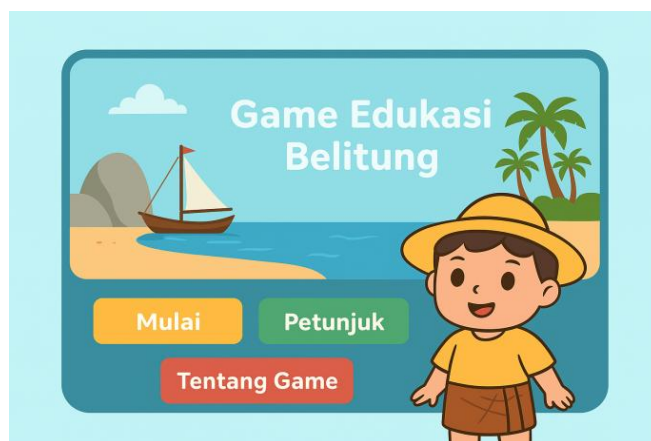 Game Edukasi
Belitung
Mulai
Petunjuk
Tentang Game